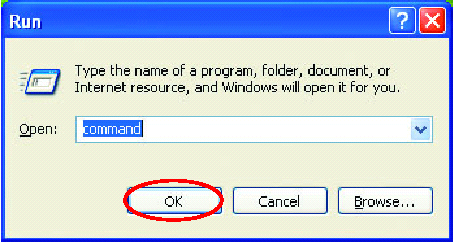 Run
Type the name of a program, folder, document, or
Internet resource, and Windows will open it for you.
Open: command
OK Cancel Browse...